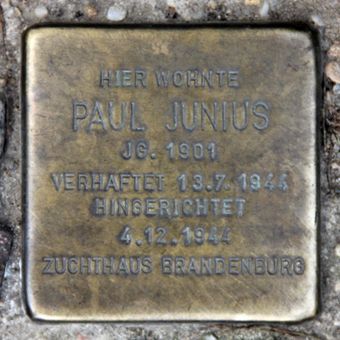 HIER WOHNTE
PAUL JUNIUS
JG. 1901
VERHAFTET 13.7.1944
HINGERICHTET
4.12.1944
ZUCHTHAUS BRANDENBURG